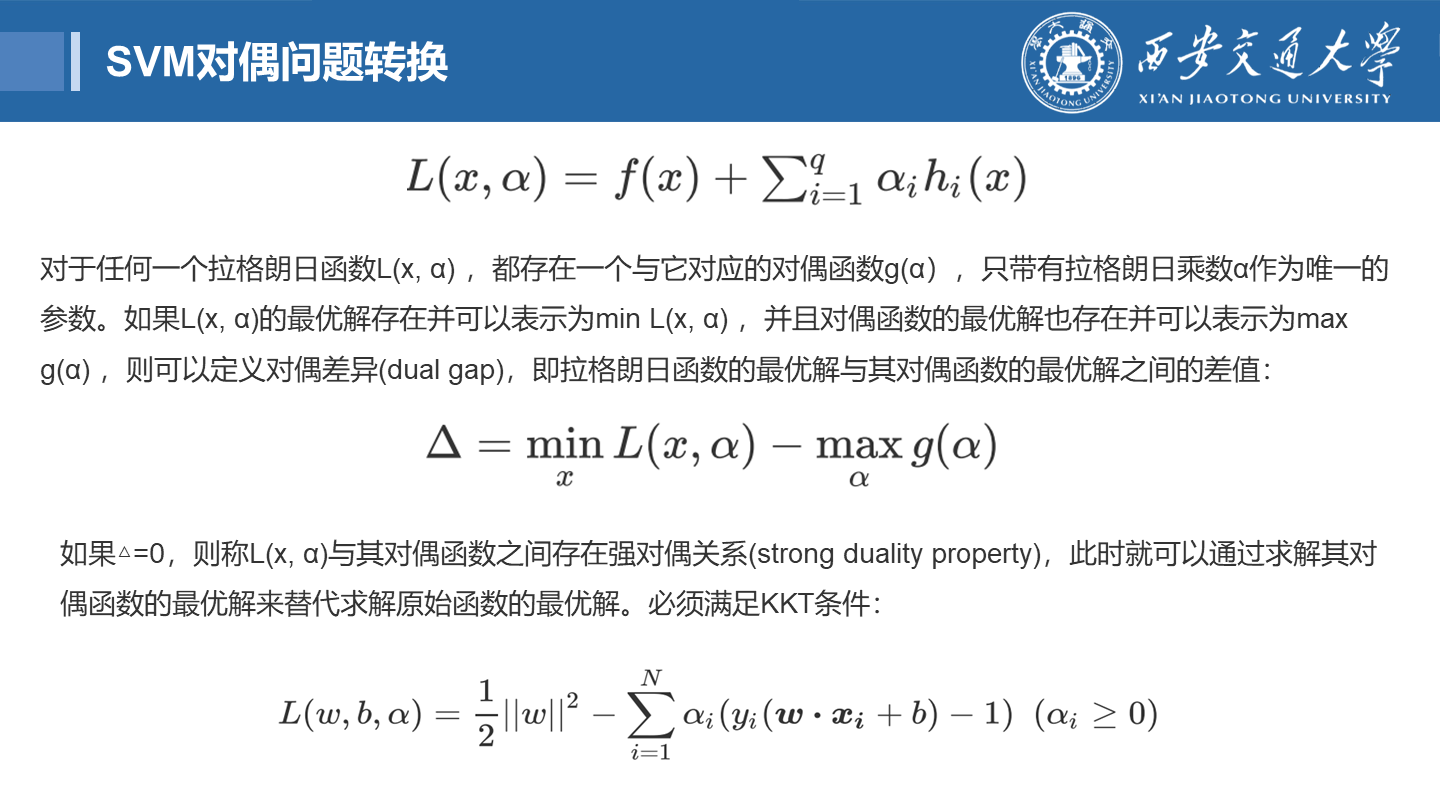 SVM对偶问题转换
西安交通大学
XI'AN JIAOTONG UNIVERSITY
1896
XI'AN JIAOTONG UNIVERSITY
L(x, α) = f(x) + ∑_{i=1}^{q} α_i h_i(x)
对于任何一个拉格朗日函数L(x, α) ，都存在一个与它对应的对偶函数g(α），只带有拉格朗日乘数α作为唯一的
参数。如果L(x, α)的最优解存在并可以表示为min L(x, α) ，并且对偶函数的最优解也存在并可以表示为max
g(α) ，则可以定义对偶差异(dual gap)，即拉格朗日函数的最优解与其对偶函数的最优解之间的差值：
Δ = min_x L(x, α) − max_α g(α)
如果△=0，则称L(x, α)与其对偶函数之间存在强对偶关系(strong duality property)，此时就可以通过求解其对
偶函数的最优解来替代求解原始函数的最优解。必须满足KKT条件：
L(w, b, α) = 1/2 ||w||² − ∑_{i=1}^{N} α_i(y_i(w · x_i + b) − 1) (α_i ≥ 0)